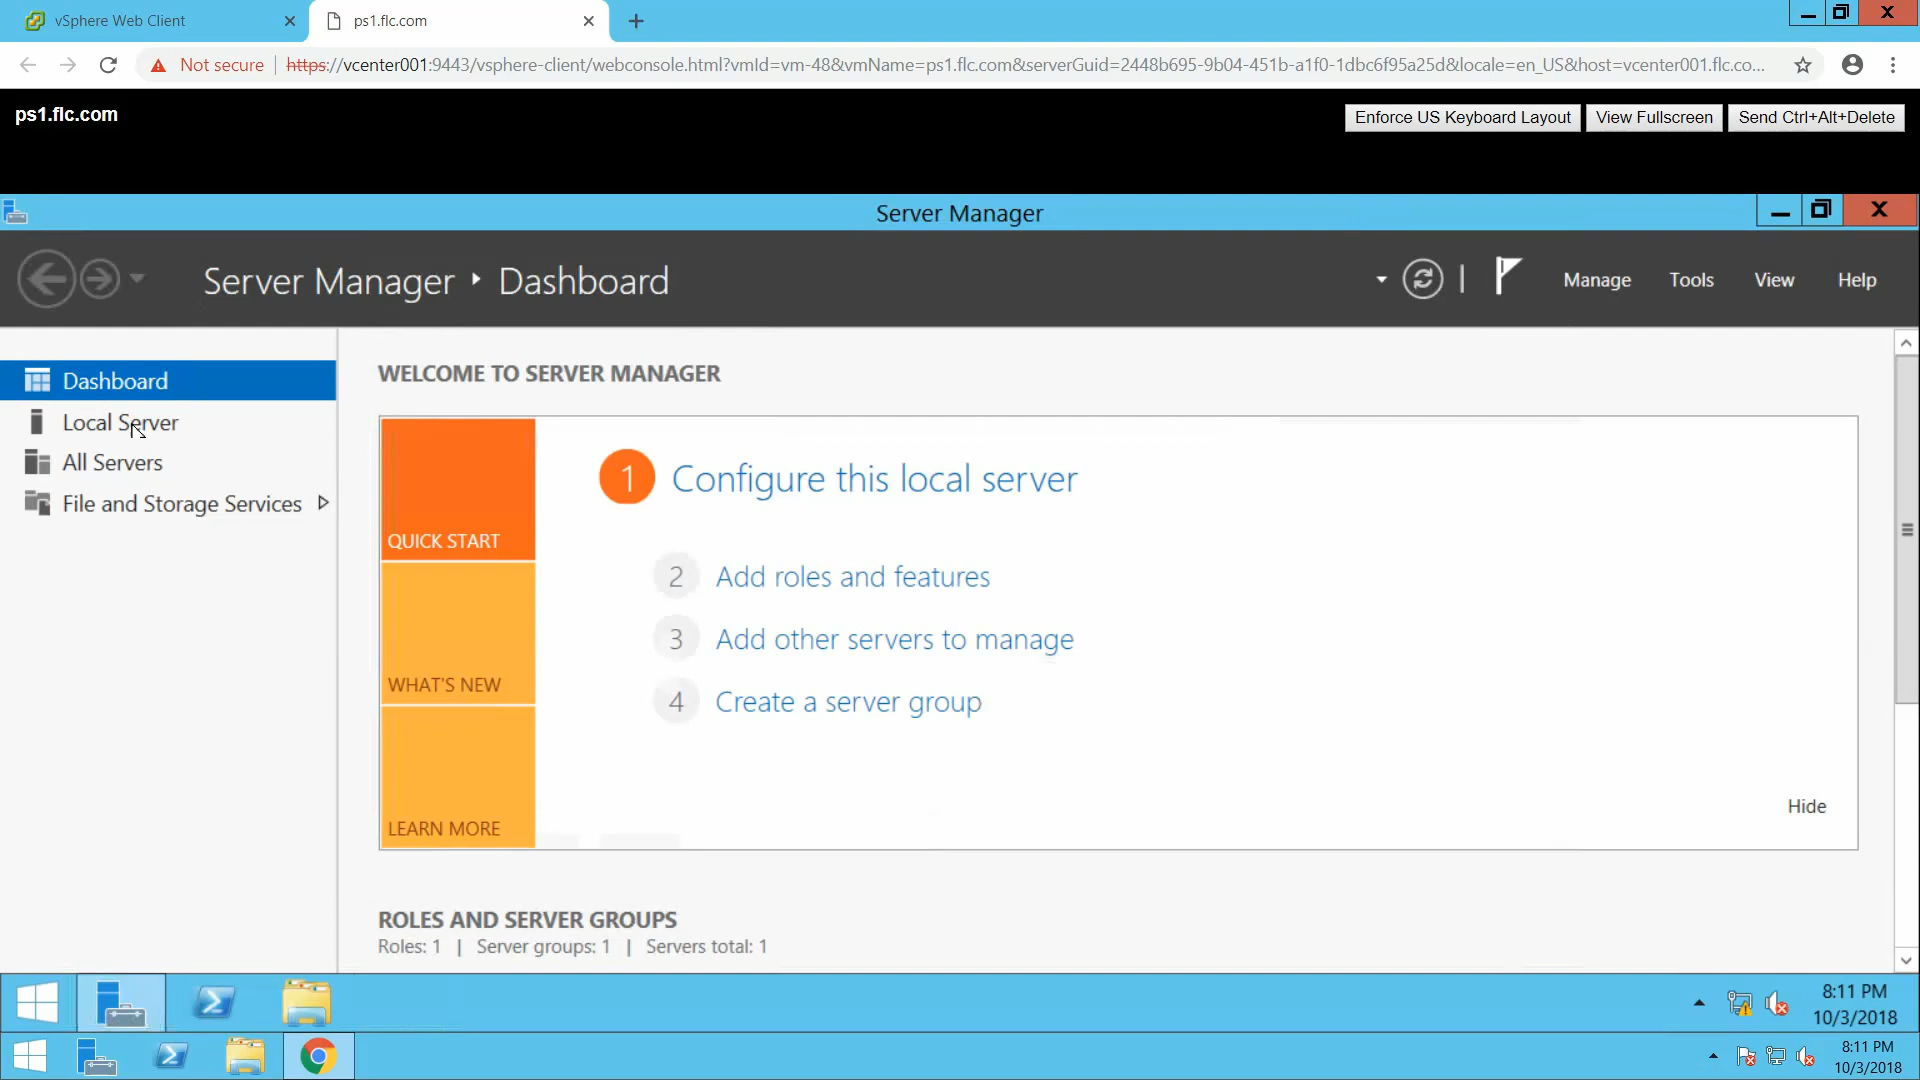 vSphere Web Client
ps1.flc.com
Not secure
https://vcenter001:9443/vsphere-client/webconsole.html?vmId=vm-48&vmName=ps1.flc.com&serverGuid=2448b695-9b04-451b-a1f0-1dbc6f95a25d&locale=en_US&host=vcenter001.flc.co...
ps1.flc.com
Enforce US Keyboard Layout
View Fullscreen
Send Ctrl+Alt+Delete
Server Manager
Server Manager
Dashboard
Manage
Tools
View
Help
Dashboard
Local Server
All Servers
File and Storage Services
WELCOME TO SERVER MANAGER
QUICK START
WHAT'S NEW
LEARN MORE
1 Configure this local server
2 Add roles and features
3 Add other servers to manage
4 Create a server group
Hide
ROLES AND SERVER GROUPS
Roles: 1 | Server groups: 1 | Servers total: 1
8:11 PM
10/3/2018
8:11 PM
10/3/2018